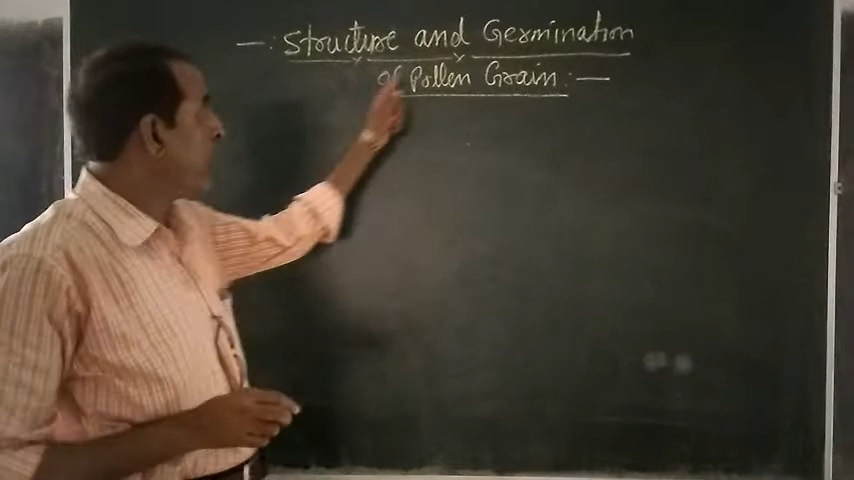 —: Structure and Germination
of Pollen Grain :—